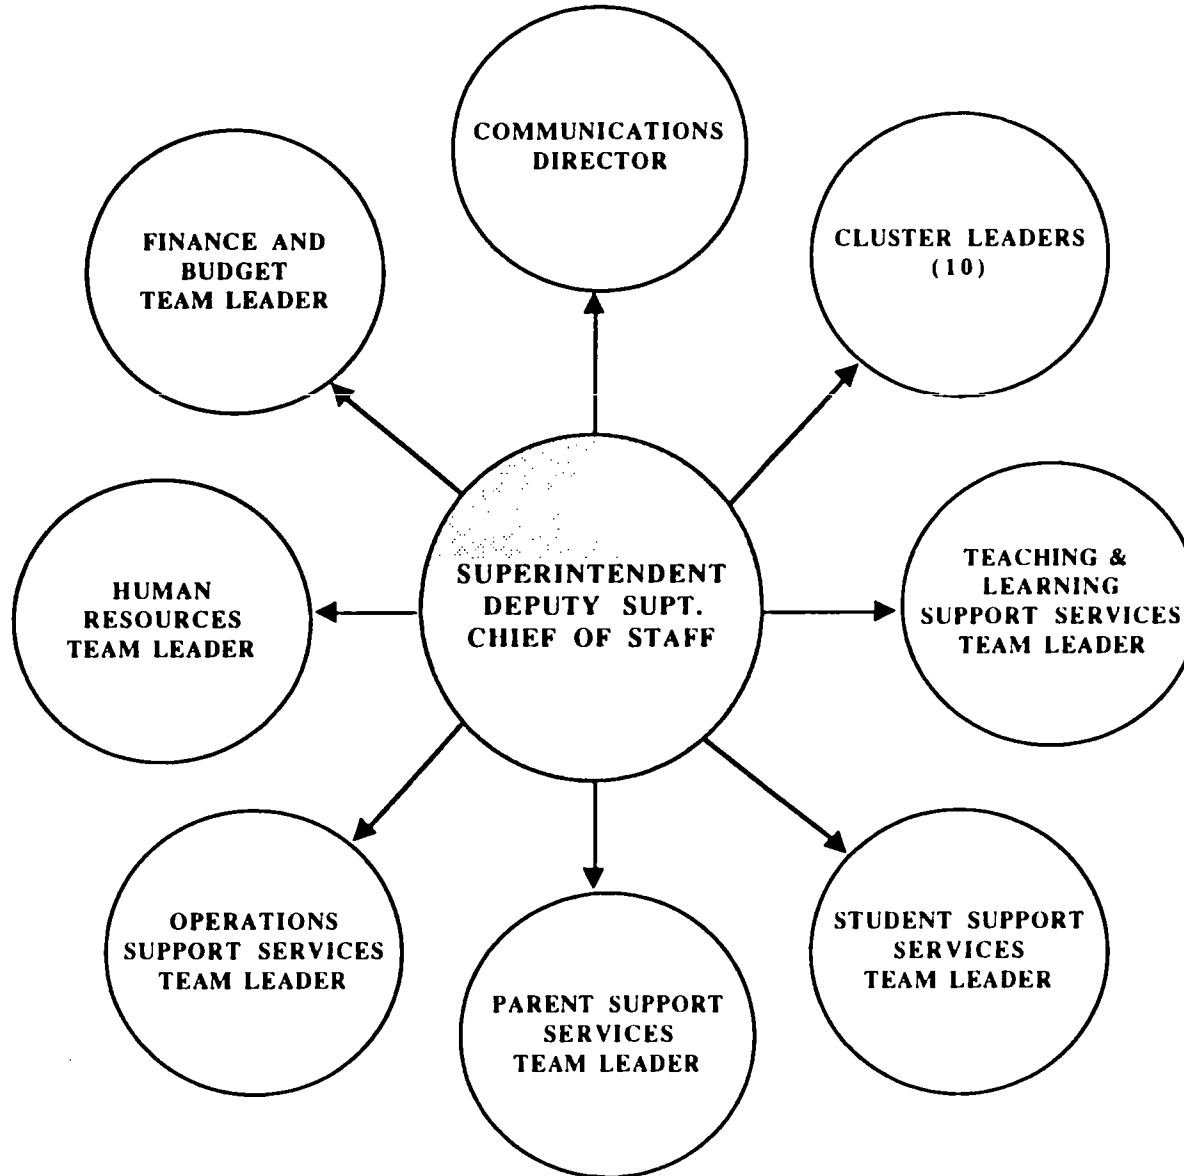 COMMUNICATIONS
DIRECTOR
CLUSTER LEADERS
(10)
FINANCE AND
BUDGET
TEAM LEADER
SUPERINTENDENT
DEPUTY SUPT.
CHIEF OF STAFF
TEACHING &
LEARNING
SUPPORT SERVICES
TEAM LEADER
HUMAN
RESOURCES
TEAM LEADER
STUDENT SUPPORT
SERVICES
TEAM LEADER
OPERATIONS
SUPPORT SERVICES
TEAM LEADER
PARENT SUPPORT
SERVICES
TEAM LEADER